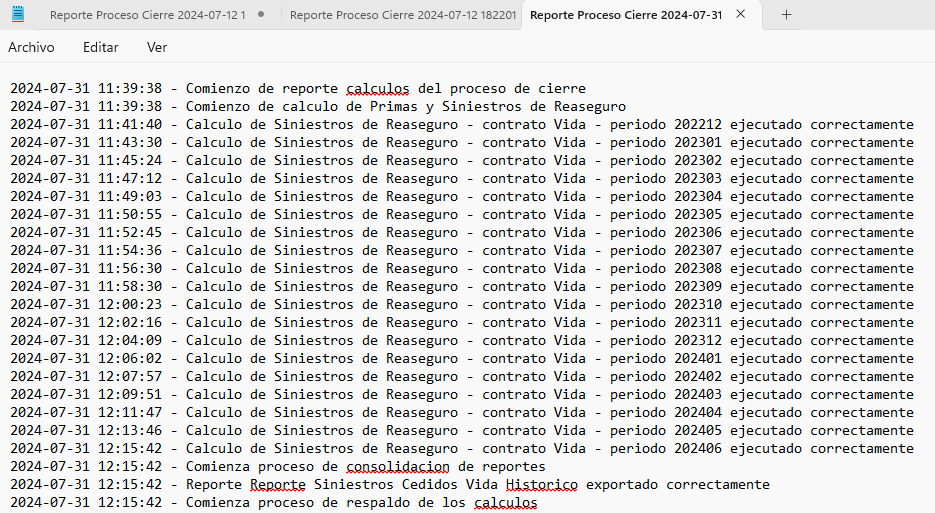 Reporte Proceso Cierre 2024-07-12 1
Reporte Proceso Cierre 2024-07-12 182201
Reporte Proceso Cierre 2024-07-31
Archivo Editar Ver
2024-07-31 11:39:38 - Comienzo de reporte calculos del proceso de cierre
2024-07-31 11:39:38 - Comienzo de calculo de Primas y Siniestros de Reaseguro
2024-07-31 11:41:40 - Calculo de Siniestros de Reaseguro - contrato Vida - periodo 202212 ejecutado correctamente
2024-07-31 11:43:30 - Calculo de Siniestros de Reaseguro - contrato Vida - periodo 202301 ejecutado correctamente
2024-07-31 11:45:24 - Calculo de Siniestros de Reaseguro - contrato Vida - periodo 202302 ejecutado correctamente
2024-07-31 11:47:12 - Calculo de Siniestros de Reaseguro - contrato Vida - periodo 202303 ejecutado correctamente
2024-07-31 11:49:03 - Calculo de Siniestros de Reaseguro - contrato Vida - periodo 202304 ejecutado correctamente
2024-07-31 11:50:55 - Calculo de Siniestros de Reaseguro - contrato Vida - periodo 202305 ejecutado correctamente
2024-07-31 11:52:45 - Calculo de Siniestros de Reaseguro - contrato Vida - periodo 202306 ejecutado correctamente
2024-07-31 11:54:36 - Calculo de Siniestros de Reaseguro - contrato Vida - periodo 202307 ejecutado correctamente
2024-07-31 11:56:30 - Calculo de Siniestros de Reaseguro - contrato Vida - periodo 202308 ejecutado correctamente
2024-07-31 11:58:30 - Calculo de Siniestros de Reaseguro - contrato Vida - periodo 202309 ejecutado correctamente
2024-07-31 12:00:23 - Calculo de Siniestros de Reaseguro - contrato Vida - periodo 202310 ejecutado correctamente
2024-07-31 12:02:16 - Calculo de Siniestros de Reaseguro - contrato Vida - periodo 202311 ejecutado correctamente
2024-07-31 12:04:09 - Calculo de Siniestros de Reaseguro - contrato Vida - periodo 202312 ejecutado correctamente
2024-07-31 12:06:02 - Calculo de Siniestros de Reaseguro - contrato Vida - periodo 202401 ejecutado correctamente
2024-07-31 12:07:57 - Calculo de Siniestros de Reaseguro - contrato Vida - periodo 202402 ejecutado correctamente
2024-07-31 12:09:51 - Calculo de Siniestros de Reaseguro - contrato Vida - periodo 202403 ejecutado correctamente
2024-07-31 12:11:47 - Calculo de Siniestros de Reaseguro - contrato Vida - periodo 202404 ejecutado correctamente
2024-07-31 12:13:46 - Calculo de Siniestros de Reaseguro - contrato Vida - periodo 202405 ejecutado correctamente
2024-07-31 12:15:42 - Calculo de Siniestros de Reaseguro - contrato Vida - periodo 202406 ejecutado correctamente
2024-07-31 12:15:42 - Comienza proceso de consolidacion de reportes
2024-07-31 12:15:42 - Reporte Reporte Siniestros Cedidos Vida Historico exportado correctamente
2024-07-31 12:15:42 - Comienza proceso de respaldo de los calculos